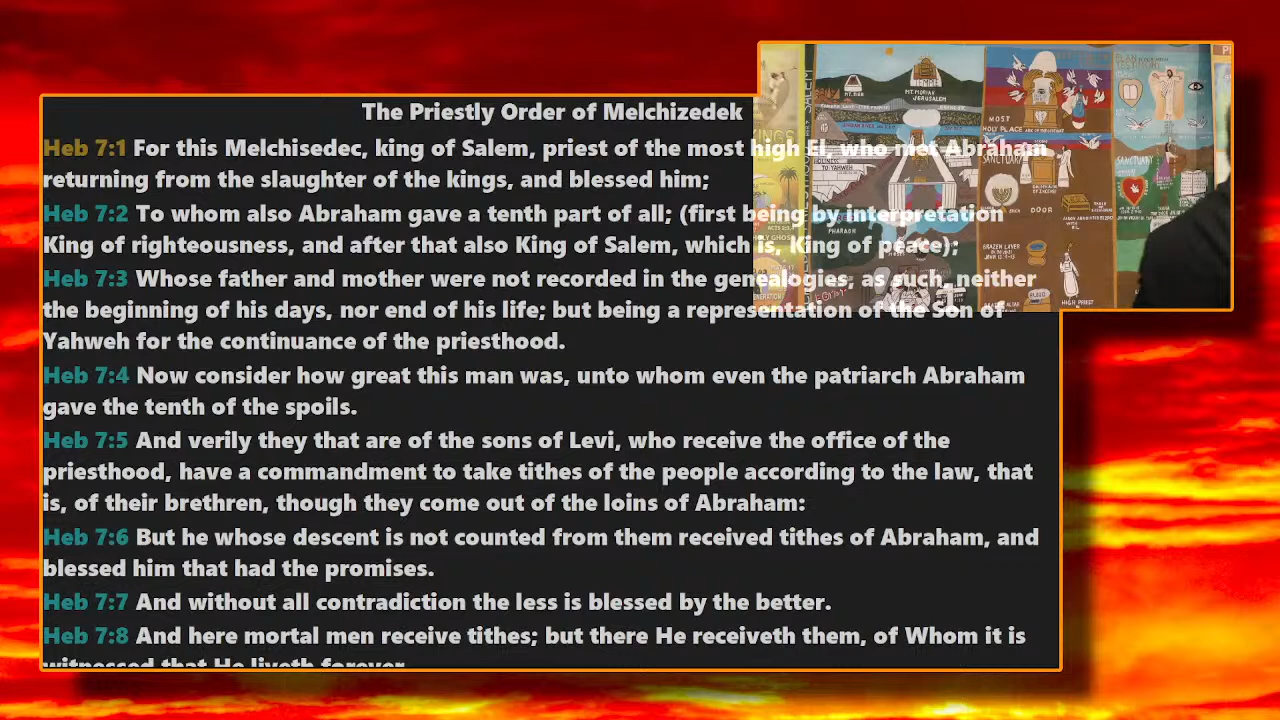 The Priestly Order of Melchizedek
Heb 7:1 For this Melchisedec, king of Salem, priest of the most high El, who met Abraham
returning from the slaughter of the kings, and blessed him;
Heb 7:2 To whom also Abraham gave a tenth part of all; (first being by interpretation
King of righteousness, and after that also King of Salem, which is, King of peace);
Heb 7:3 Whose father and mother were not recorded in the genealogies, as such, neither
the beginning of his days, nor end of his life; but being a representation of the Son of
Yahweh for the continuance of the priesthood.
Heb 7:4 Now consider how great this man was, unto whom even the patriarch Abraham
gave the tenth of the spoils.
Heb 7:5 And verily they that are of the sons of Levi, who receive the office of the
priesthood, have a commandment to take tithes of the people according to the law, that
is, of their brethren, though they come out of the loins of Abraham:
Heb 7:6 But he whose descent is not counted from them received tithes of Abraham, and
blessed him that had the promises.
Heb 7:7 And without all contradiction the less is blessed by the better.
Heb 7:8 And here mortal men receive tithes; but there He receiveth them, of Whom it is
witnessed that He liveth forever
MT. MORIAH
JERUSALEM
PHARAOH
MOST
HOLY PLACE
SANCTUARY
DOOR
BRAZEN LAVER
HIGH PRIEST
SANCTUARY